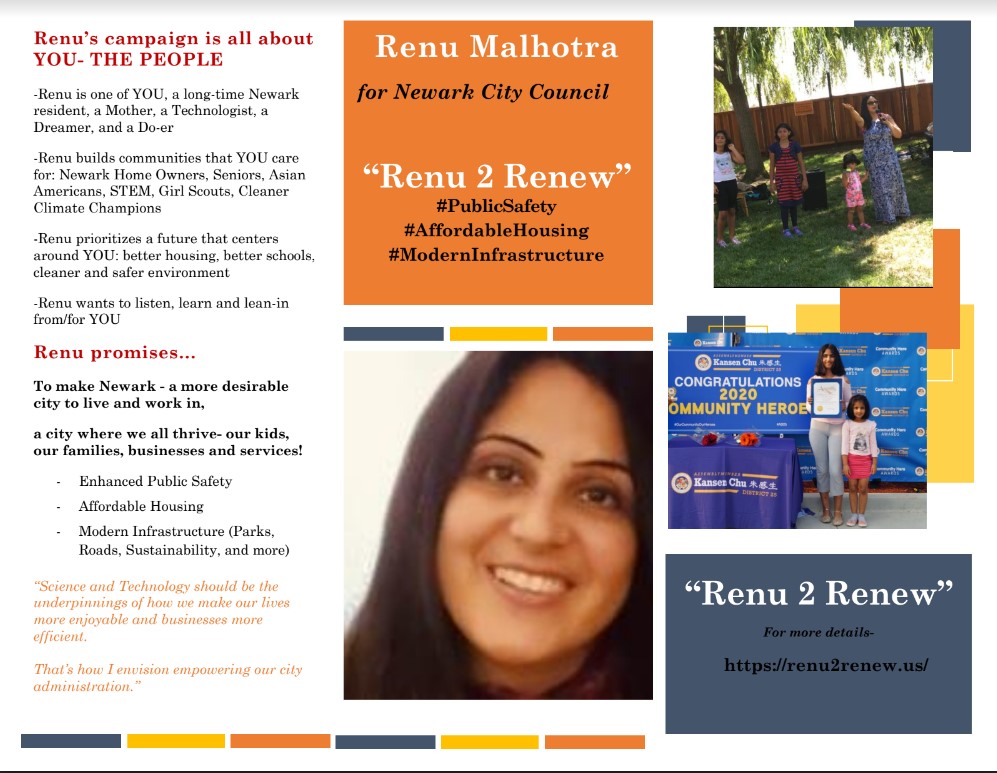 Renu's campaign is all about
YOU- THE PEOPLE
-Renu is one of YOU, a long-time Newark
resident, a Mother, a Technologist, a
Dreamer, and a Do-er
-Renu builds communities that YOU care
for: Newark Home Owners, Seniors, Asian
Americans, STEM, Girl Scouts, Cleaner
Climate Champions
-Renu prioritizes a future that centers
around YOU: better housing, better schools,
cleaner and safer environment
-Renu wants to listen, learn and lean-in
from/for YOU
Renu promises...
To make Newark - a more desirable
city to live and work in,
a city where we all thrive- our kids,
our families, businesses and services!
- Enhanced Public Safety
- Affordable Housing
- Modern Infrastructure (Parks,
Roads, Sustainability, and more)
"Science and Technology should be the
underpinnings of how we make our lives
more enjoyable and businesses more
efficient.
That's how I envision empowering our city
administration."
Renu Malhotra
for Newark City Council
"Renu 2 Renew"
#PublicSafety
#AffordableHousing
#ModernInfrastructure
ASSEMBLYMEMBER
Kansen Chu 朱感生
DISTRICT 25
CONGRATULATIONS
2020
OMMUNITY HEROE
Community Hero
AWARDS
ASSEMBLYMEMBER
Kansen Chu 朱感生
DISTRICT 25
"Renu 2 Renew"
For more details-
https://renu2renew.us/